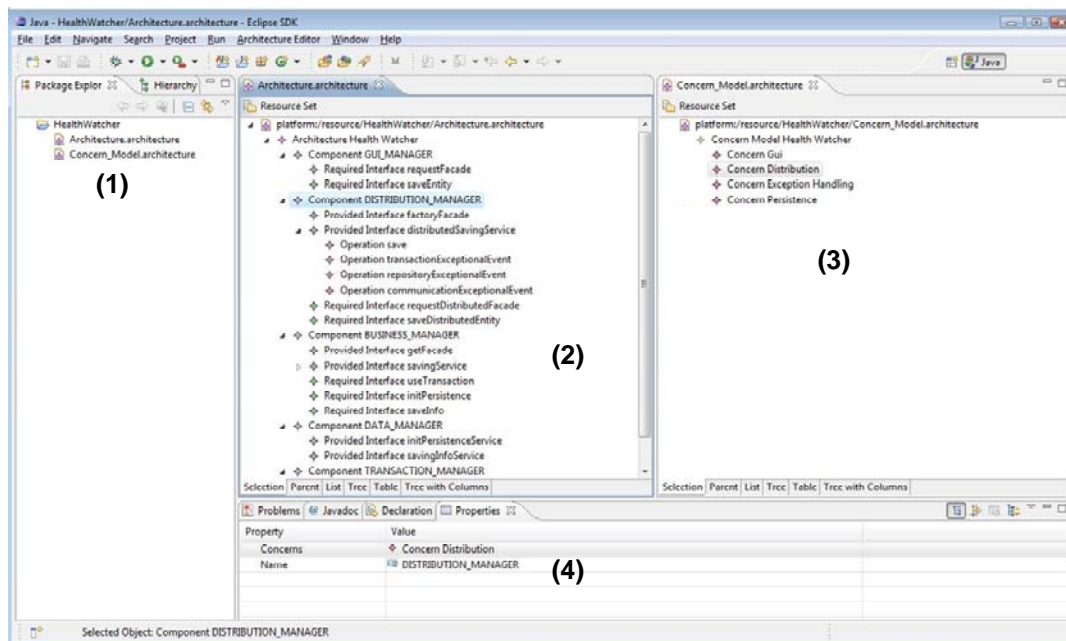 Java - HealthWatcher/Architecture.architecture - Eclipse SDK
File Edit Navigate Search Project Run Architecture Editor Window Help
Java
Package Explor Hierarchy
HealthWatcher
Architecture.architecture
Concern_Model.architecture
(1)
Architecture.architecture
Resource Set
platform:/resource/HealthWatcher/Architecture.architecture
Architecture Health Watcher
Component GUI_MANAGER
Required Interface requestFacade
Required Interface saveEntity
Component DISTRIBUTION_MANAGER
Provided Interface factoryFacade
Provided Interface distributedSavingService
Operation save
Operation transactionExceptionalEvent
Operation repositoryExceptionalEvent
Operation communicationExceptionalEvent
Required Interface requestDistributedFacade
Required Interface saveDistributedEntity
Component BUSINESS_MANAGER
Provided Interface getFacade
Provided Interface savingService
Required Interface useTransaction
Required Interface initPersistence
Required Interface saveInfo
Component DATA_MANAGER
Provided Interface initPersistenceService
Provided Interface savingInfoService
Component TRANSACTION_MANAGER
(2)
Selection Parent List Tree Table Tree with Columns
Concern_Model.architecture
Resource Set
platform:/resource/HealthWatcher/Concern_Model.architecture
Concern Model Health Watcher
Concern Gui
Concern Distribution
Concern Exception Handling
Concern Persistence
(3)
Selection Parent List Tree Table Tree with Columns
Problems Javadoc Declaration Properties
Property Value
Concerns Concern Distribution
Name DISTRIBUTION_MANAGER
(4)
Selected Object: Component DISTRIBUTION_MANAGER